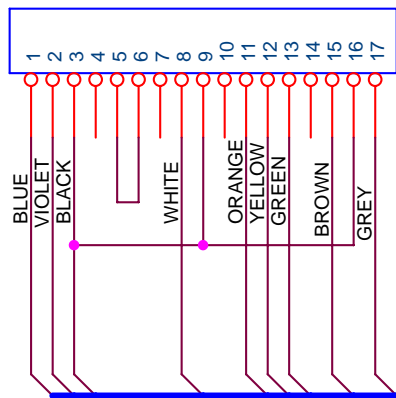 1 2 3 4 5 6 7 8 9 10 11 12 13 14 15 16 17
BLUE
VIOLET
BLACK
WHITE
ORANGE
YELLOW
GREEN
BROWN
GREY